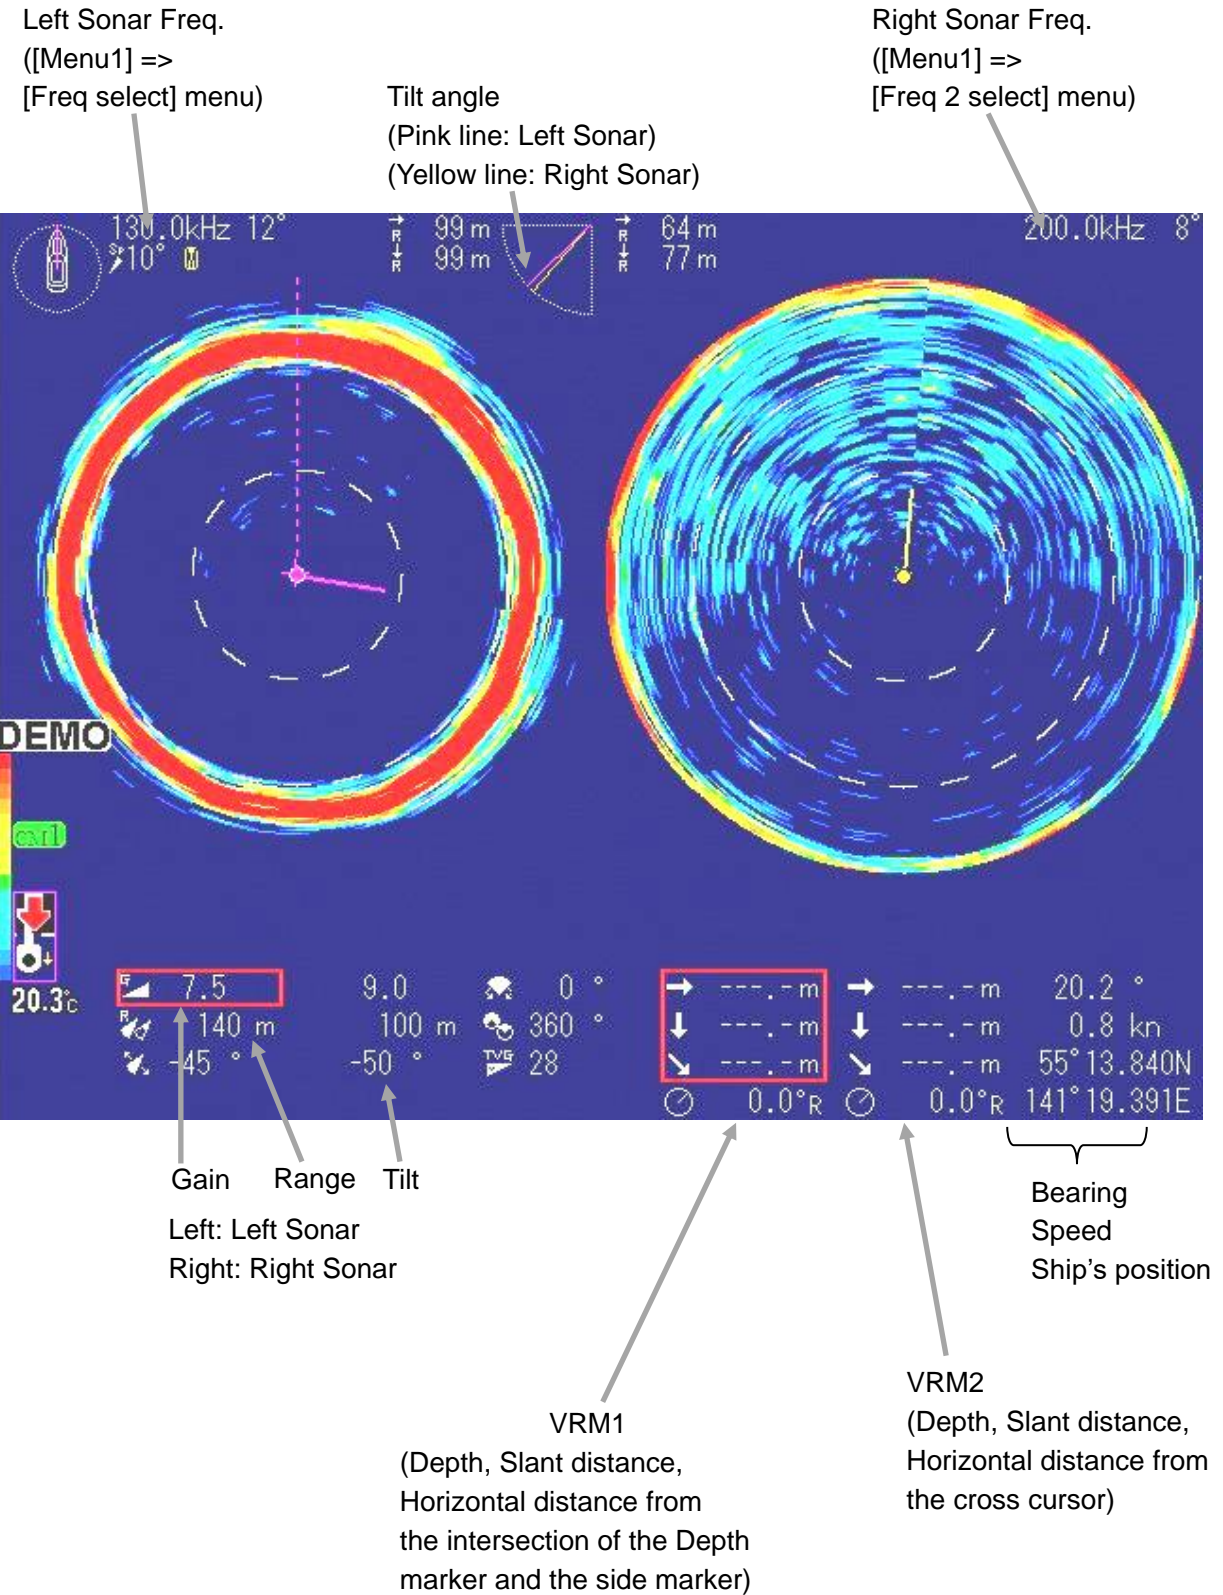 Left Sonar Freq.
([Menu1] =>
[Freq select] menu)
Right Sonar Freq.
([Menu1] =>
[Freq 2 select] menu)
Tilt angle
(Pink line: Left Sonar)
(Yellow line: Right Sonar)
130.0kHz 12°
SP 10°
→R 99 m
↓R 99 m
→R 64 m
↓R 77 m
200.0kHz 8°
DEMO
CM1
20.3℃
G 7.5 9.0 0 °
R 140 m 100 m 360 °
-45 ° -50 ° TVG 28
→ ---.-m → ---.-m 20.2 °
↓ ---.-m ↓ ---.-m 0.8 kn
↘ ---.-m ↘ ---.-m 55°13.840N
0.0°R 0.0°R 141°19.391E
Gain Range Tilt
Left: Left Sonar
Right: Right Sonar
Bearing
Speed
Ship’s position
VRM1
(Depth, Slant distance,
Horizontal distance from
the intersection of the Depth
marker and the side marker)
VRM2
(Depth, Slant distance,
Horizontal distance from
the cross cursor)